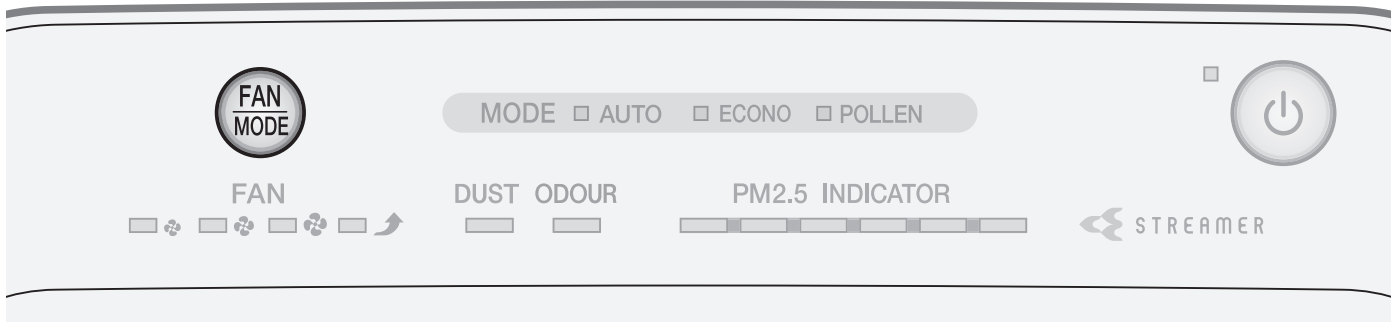 FAN
MODE
MODE AUTO ECONO POLLEN
FAN
DUST ODOUR
PM2.5 INDICATOR
STREAMER